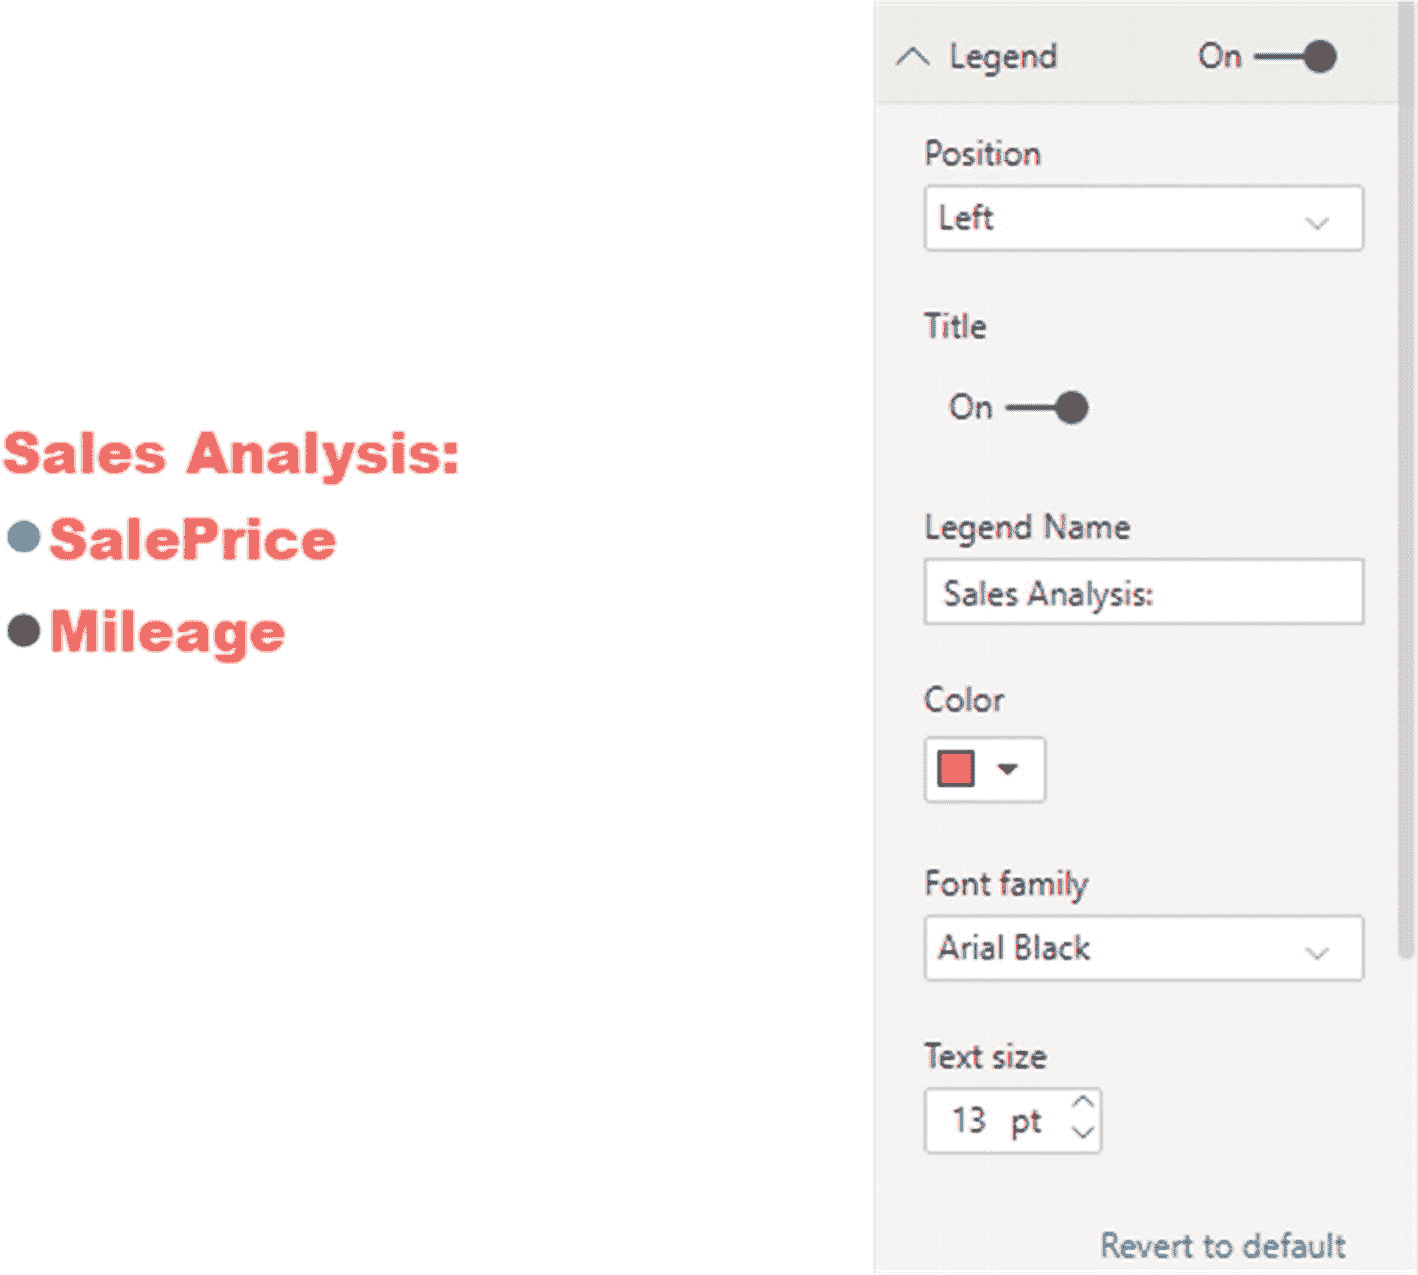 Sales Analysis:
SalePrice
Mileage
Legend On
Position
Left
Title
On
Legend Name
Sales Analysis:
Color
Font family
Arial Black
Text size
13 pt
Revert to default